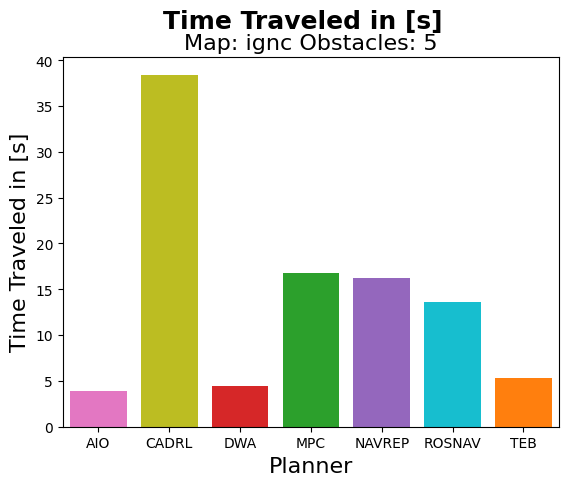 Time Traveled in [s]
Map: ignc Obstacles: 5
Time Traveled in [s]
40
35
30
25
20
15
10
5
0
AIO CADRL DWA MPC NAVREP ROSNAV TEB
Planner